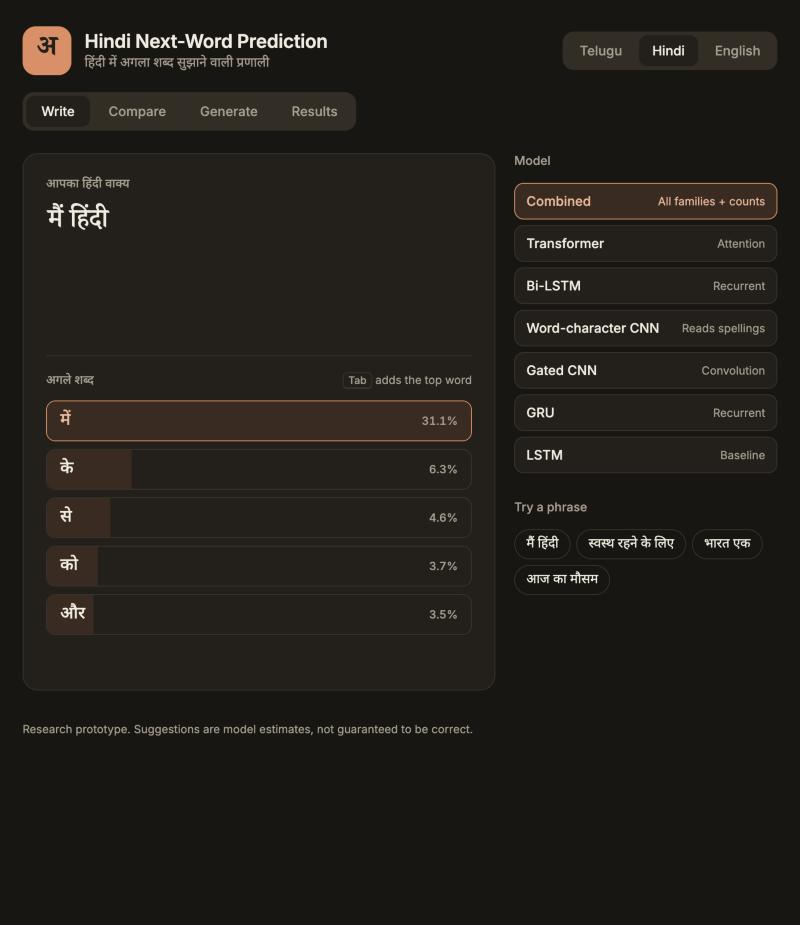 अ
Hindi Next-Word Prediction
हिंदी में अगला शब्द सुझाने वाली प्रणाली
Telugu Hindi English
Write Compare Generate Results
आपका हिंदी वाक्य
मैं हिंदी
अगले शब्द Tab adds the top word
में 31.1%
के 6.3%
से 4.6%
को 3.7%
और 3.5%
Model
Combined All families + counts
Transformer Attention
Bi-LSTM Recurrent
Word-character CNN Reads spellings
Gated CNN Convolution
GRU Recurrent
LSTM Baseline
Try a phrase
मैं हिंदी स्वस्थ रहने के लिए भारत एक
आज का मौसम
Research prototype. Suggestions are model estimates, not guaranteed to be correct.